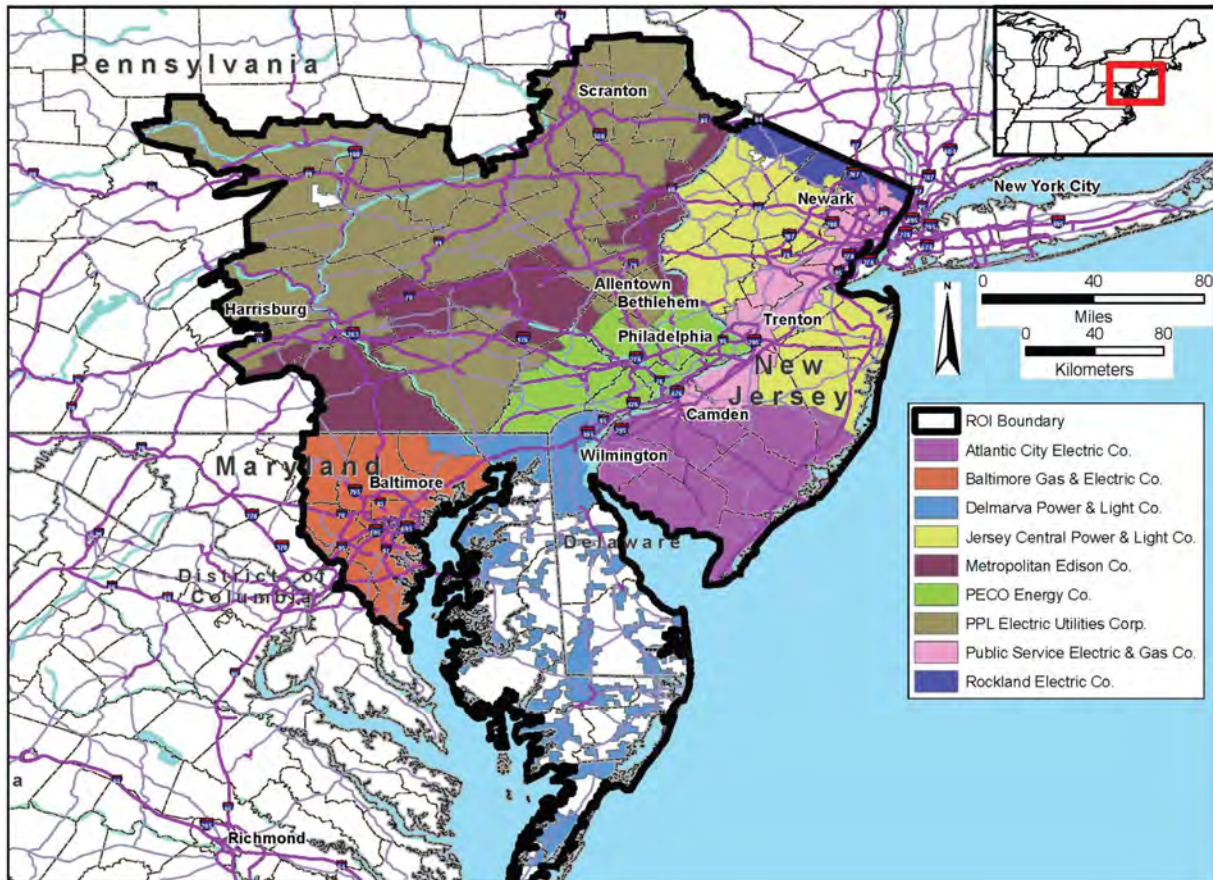 Pennsylvania
Scranton
New York City
Newark
Allentown
Bethlehem
Harrisburg
Philadelphia
Trenton
New
Jersey
Camden
Wilmington
Maryland
Baltimore
Delaware
District of
Columbia
Richmond
a
N
0 40 80
Miles
0 40 80
Kilometers
ROI Boundary
Atlantic City Electric Co.
Baltimore Gas & Electric Co.
Delmarva Power & Light Co.
Jersey Central Power & Light Co.
Metropolitan Edison Co.
PECO Energy Co.
PPL Electric Utilities Corp.
Public Service Electric & Gas Co.
Rockland Electric Co.